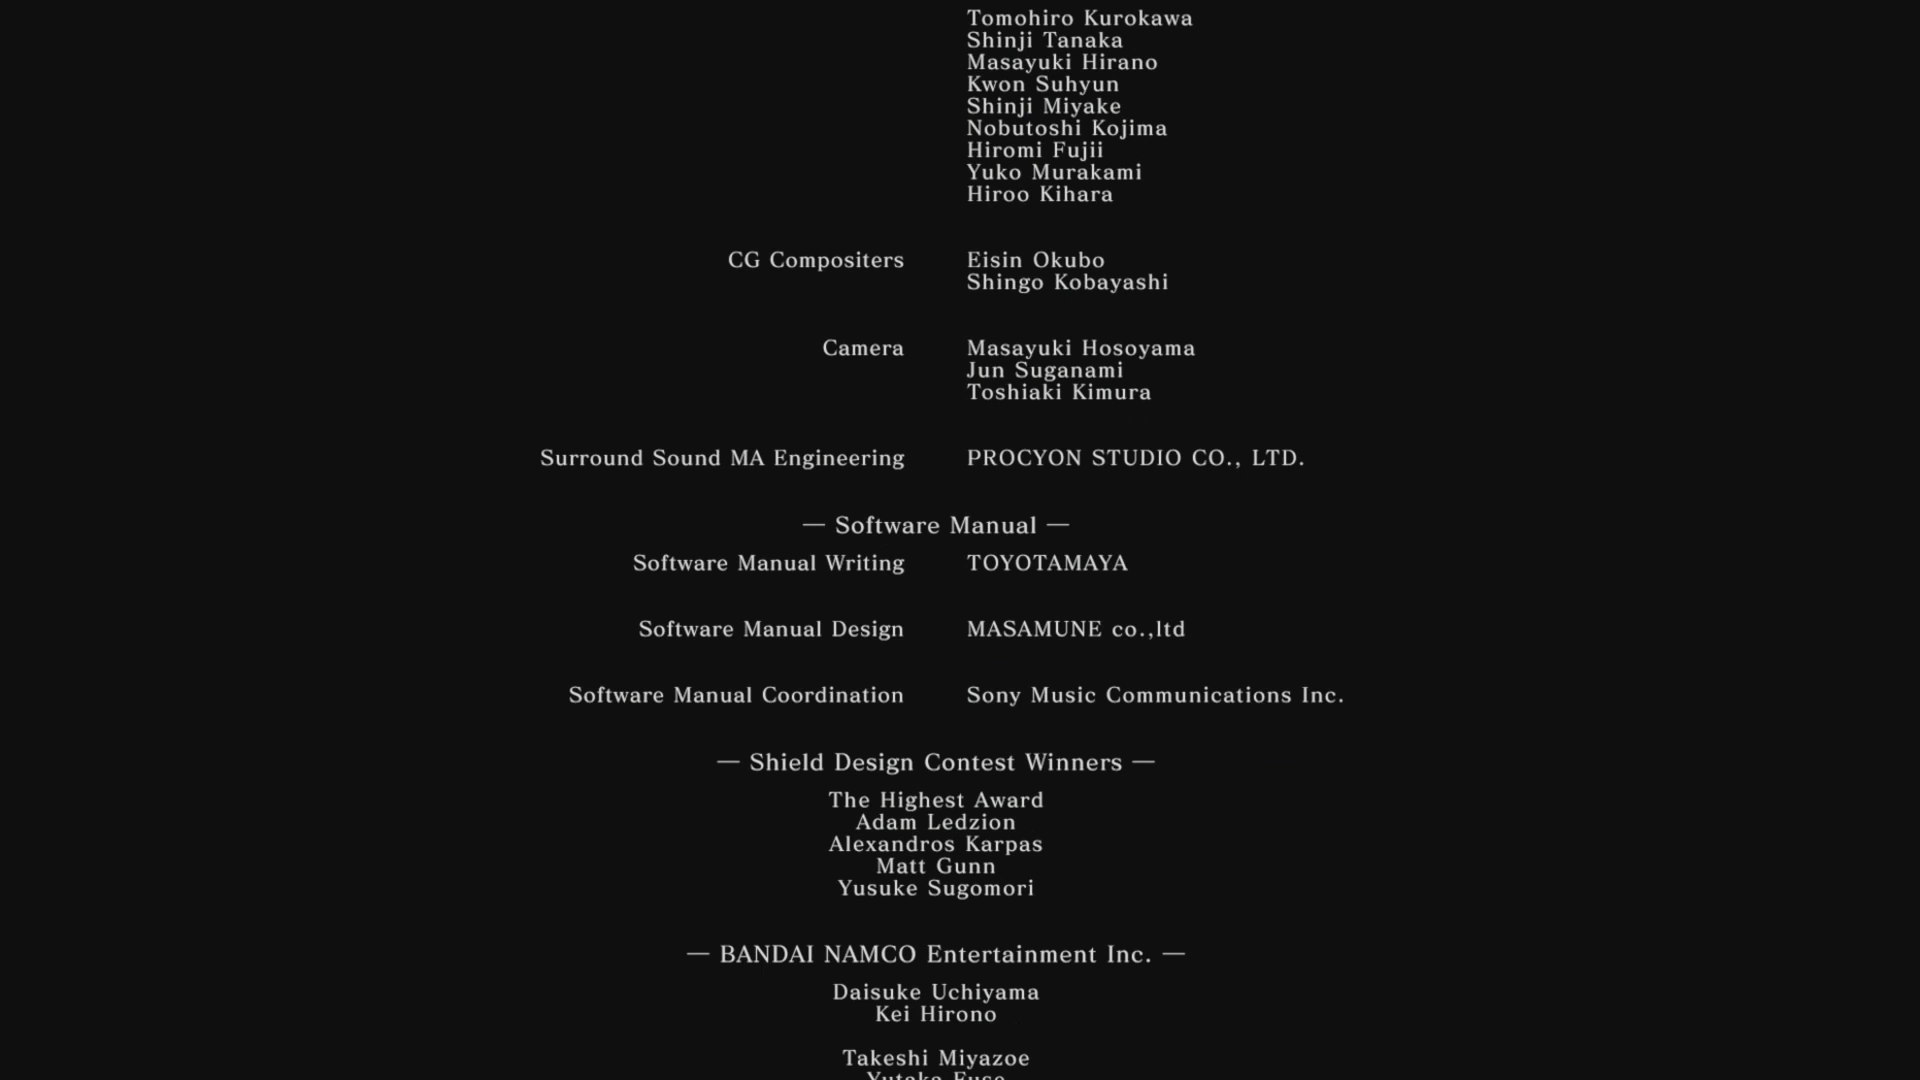 Tomohiro Kurokawa
Shinji Tanaka
Masayuki Hirano
Kwon Suhyun
Shinji Miyake
Nobutoshi Kojima
Hiromi Fujii
Yuko Murakami
Hiroo Kihara
CG Compositers Eisin Okubo
Shingo Kobayashi
Camera Masayuki Hosoyama
Jun Suganami
Toshiaki Kimura
Surround Sound MA Engineering PROCYON STUDIO CO., LTD.
— Software Manual —
Software Manual Writing TOYOTAMAYA
Software Manual Design MASAMUNE co.,ltd
Software Manual Coordination Sony Music Communications Inc.
— Shield Design Contest Winners —
The Highest Award
Adam Ledzion
Alexandros Karpas
Matt Gunn
Yusuke Sugomori
— BANDAI NAMCO Entertainment Inc. —
Daisuke Uchiyama
Kei Hirono
Takeshi Miyazoe
Yutaka Fuse